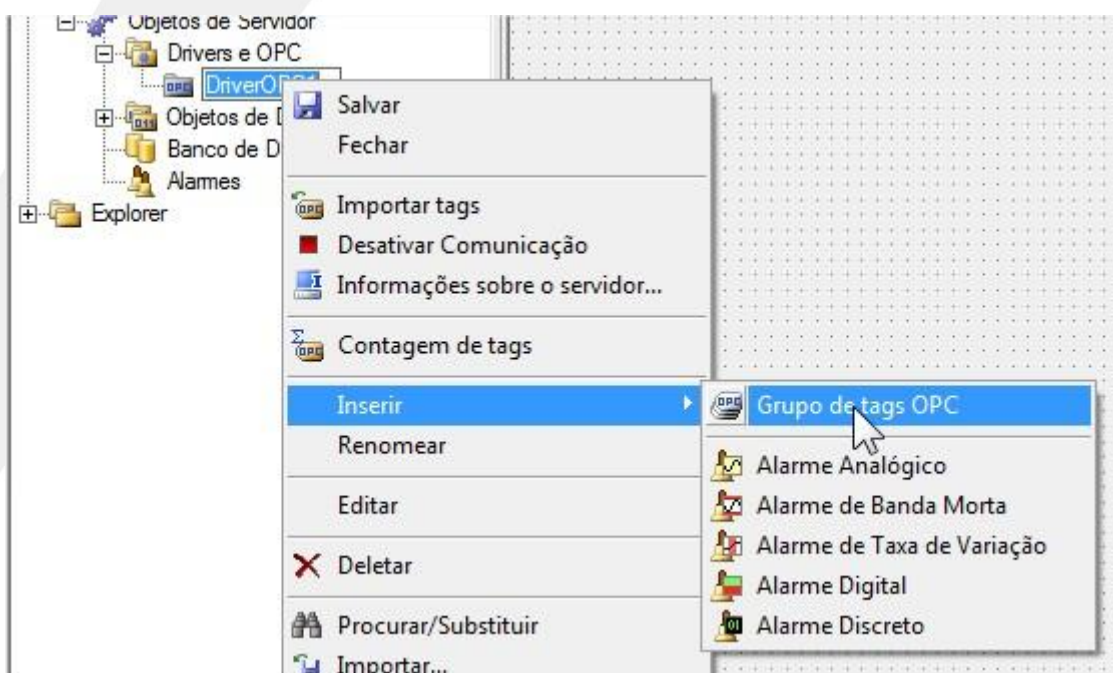 Objetos de Servidor
Drivers e OPC
DriverOPC1
Objetos de D
Banco de D
Alarmes
Explorer
Salvar
Fechar
Importar tags
Desativar Comunicação
Informações sobre o servidor...
Contagem de tags
Inserir
Renomear
Editar
Deletar
Procurar/Substituir
Importar...
Grupo de tags OPC
Alarme Analógico
Alarme de Banda Morta
Alarme de Taxa de Variação
Alarme Digital
Alarme Discreto